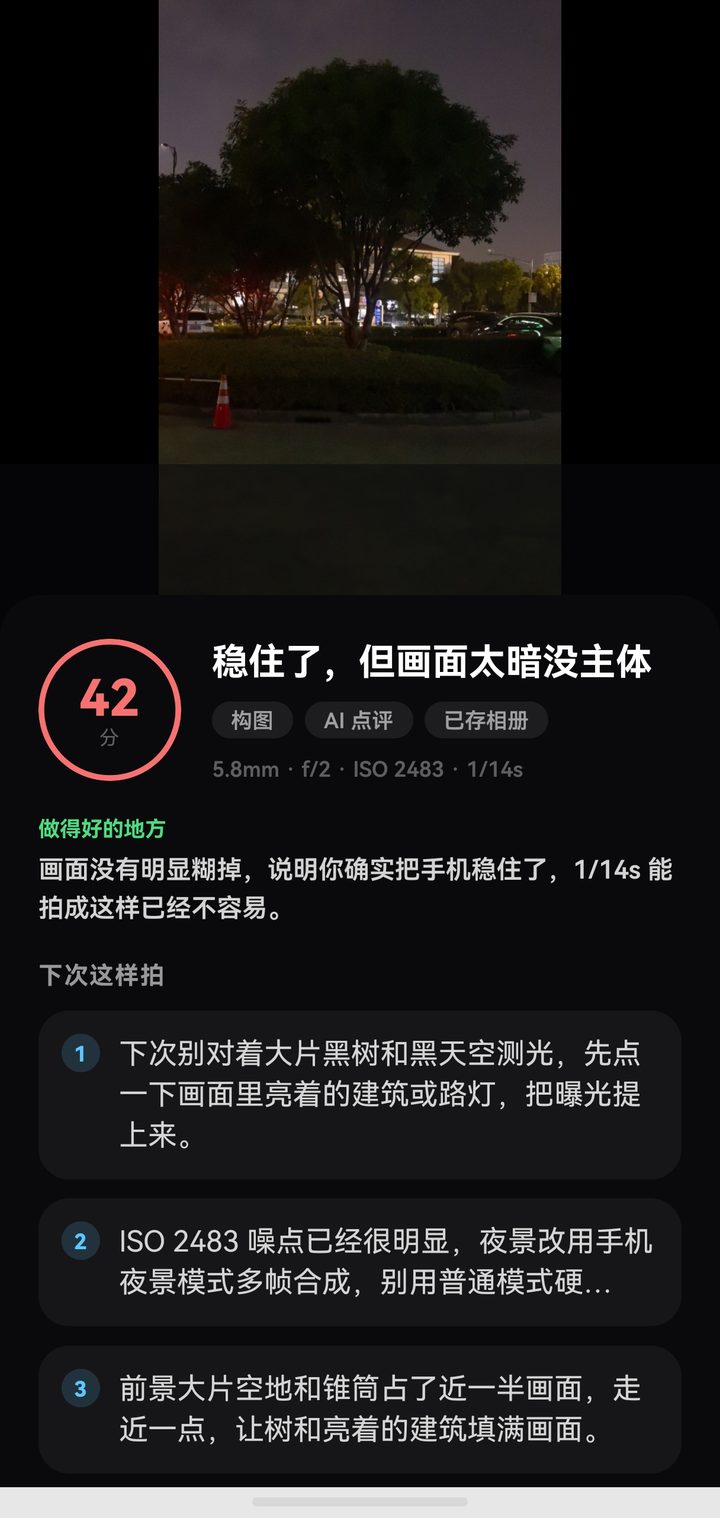 42
分
稳住了，但画面太暗没主体
构图
AI 点评
已存相册
5.8mm · f/2 · ISO 2483 · 1/14s
做得好的地方
画面没有明显糊掉，说明你确实把手机稳住了，1/14s 能
拍成这样已经不容易。
下次这样拍
1
下次别对着大片黑树和黑天空测光，先点
一下画面里亮着的建筑或路灯，把曝光提
上来。
2
ISO 2483 噪点已经很明显，夜景改用手机
夜景模式多帧合成，别用普通模式硬...
3
前景大片空地和锥筒占了近一半画面，走
近一点，让树和亮着的建筑填满画面。